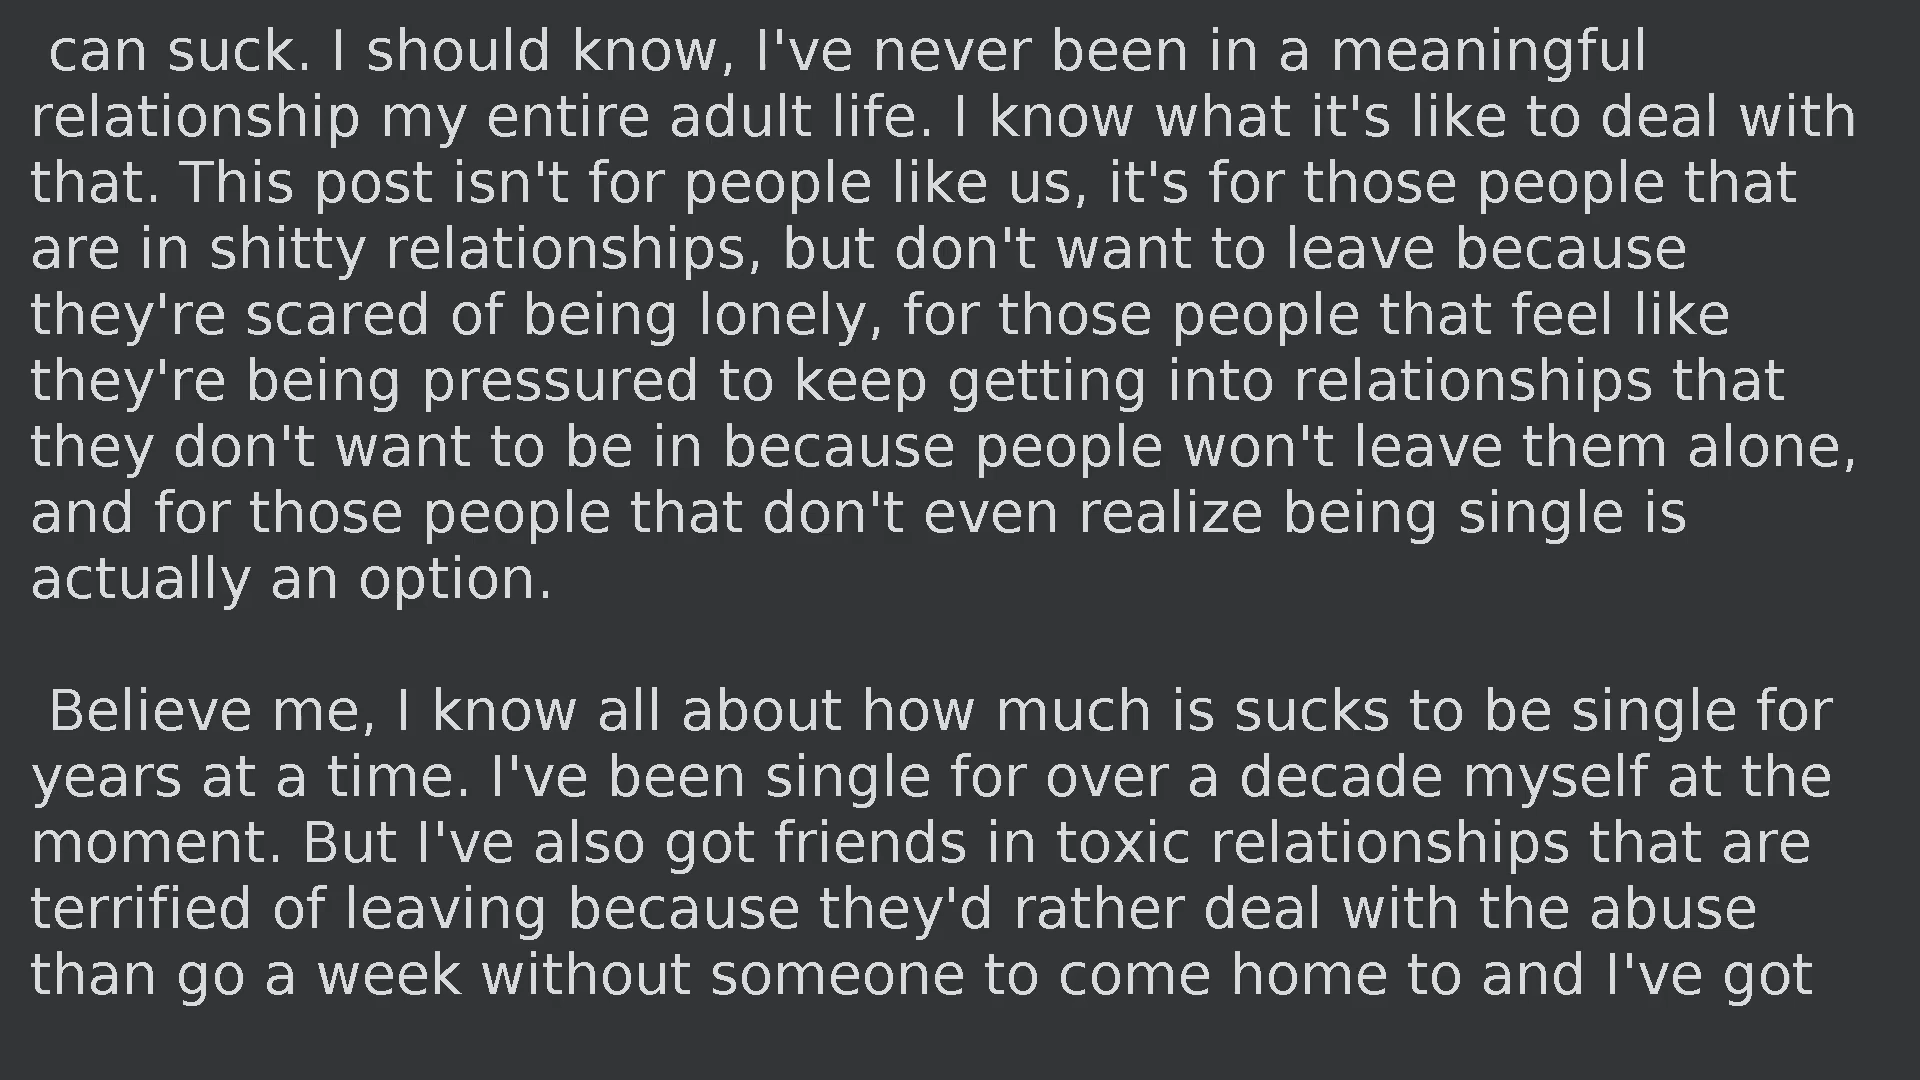 can suck. I should know, I've never been in a meaningful
relationship my entire adult life. I know what it's like to deal with
that. This post isn't for people like us, it's for those people that
are in shitty relationships, but don't want to leave because
they're scared of being lonely, for those people that feel like
they're being pressured to keep getting into relationships that
they don't want to be in because people won't leave them alone,
and for those people that don't even realize being single is
actually an option.
Believe me, I know all about how much is sucks to be single for
years at a time. I've been single for over a decade myself at the
moment. But I've also got friends in toxic relationships that are
terrified of leaving because they'd rather deal with the abuse
than go a week without someone to come home to and I've got